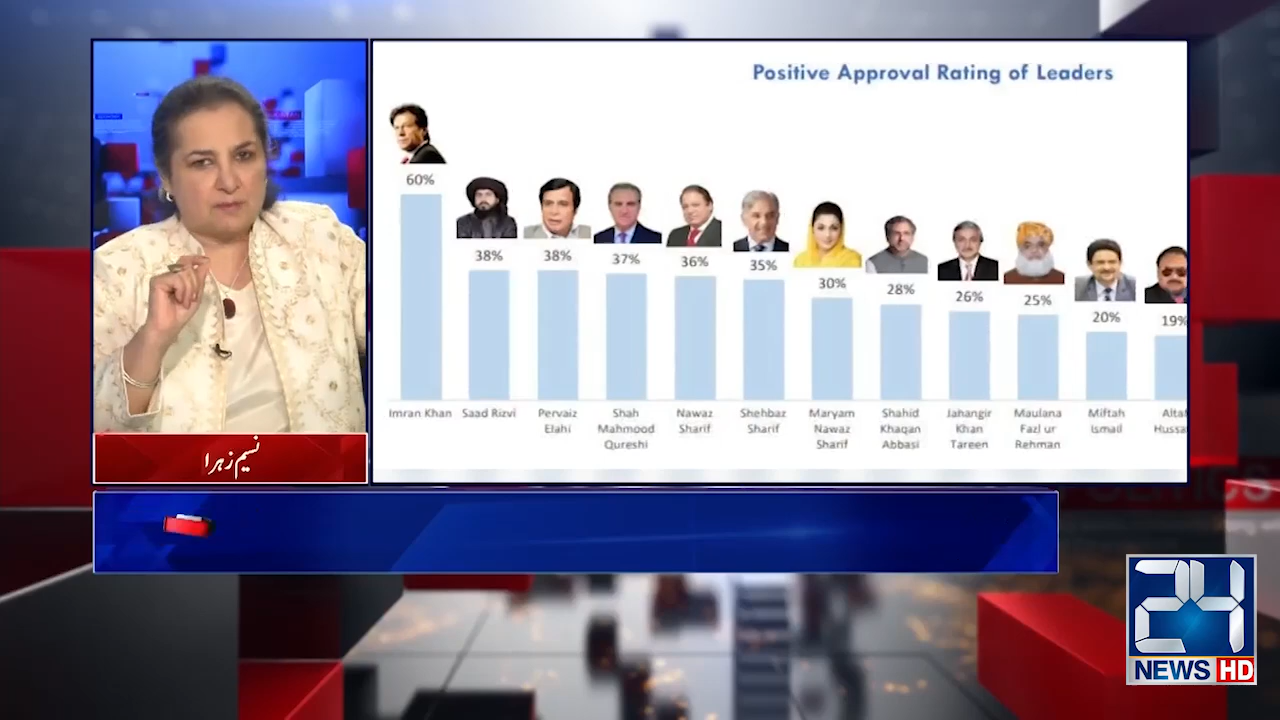 Positive Approval Rating of Leaders
60%
38%
38%
37%
36%
35%
30%
28%
26%
25%
20%
19%
Imran Khan
Saad Rizvi
Pervaiz
Elahi
Shah
Mahmood
Qureshi
Nawaz
Sharif
Shehbaz
Sharif
Maryam
Nawaz
Sharif
Shahid
Khaqan
Abbasi
Jahangir
Khan
Tareen
Maulana
Fazl ur
Rehman
Miftah
Ismail
نسیم زہرا
24
NEWS HD